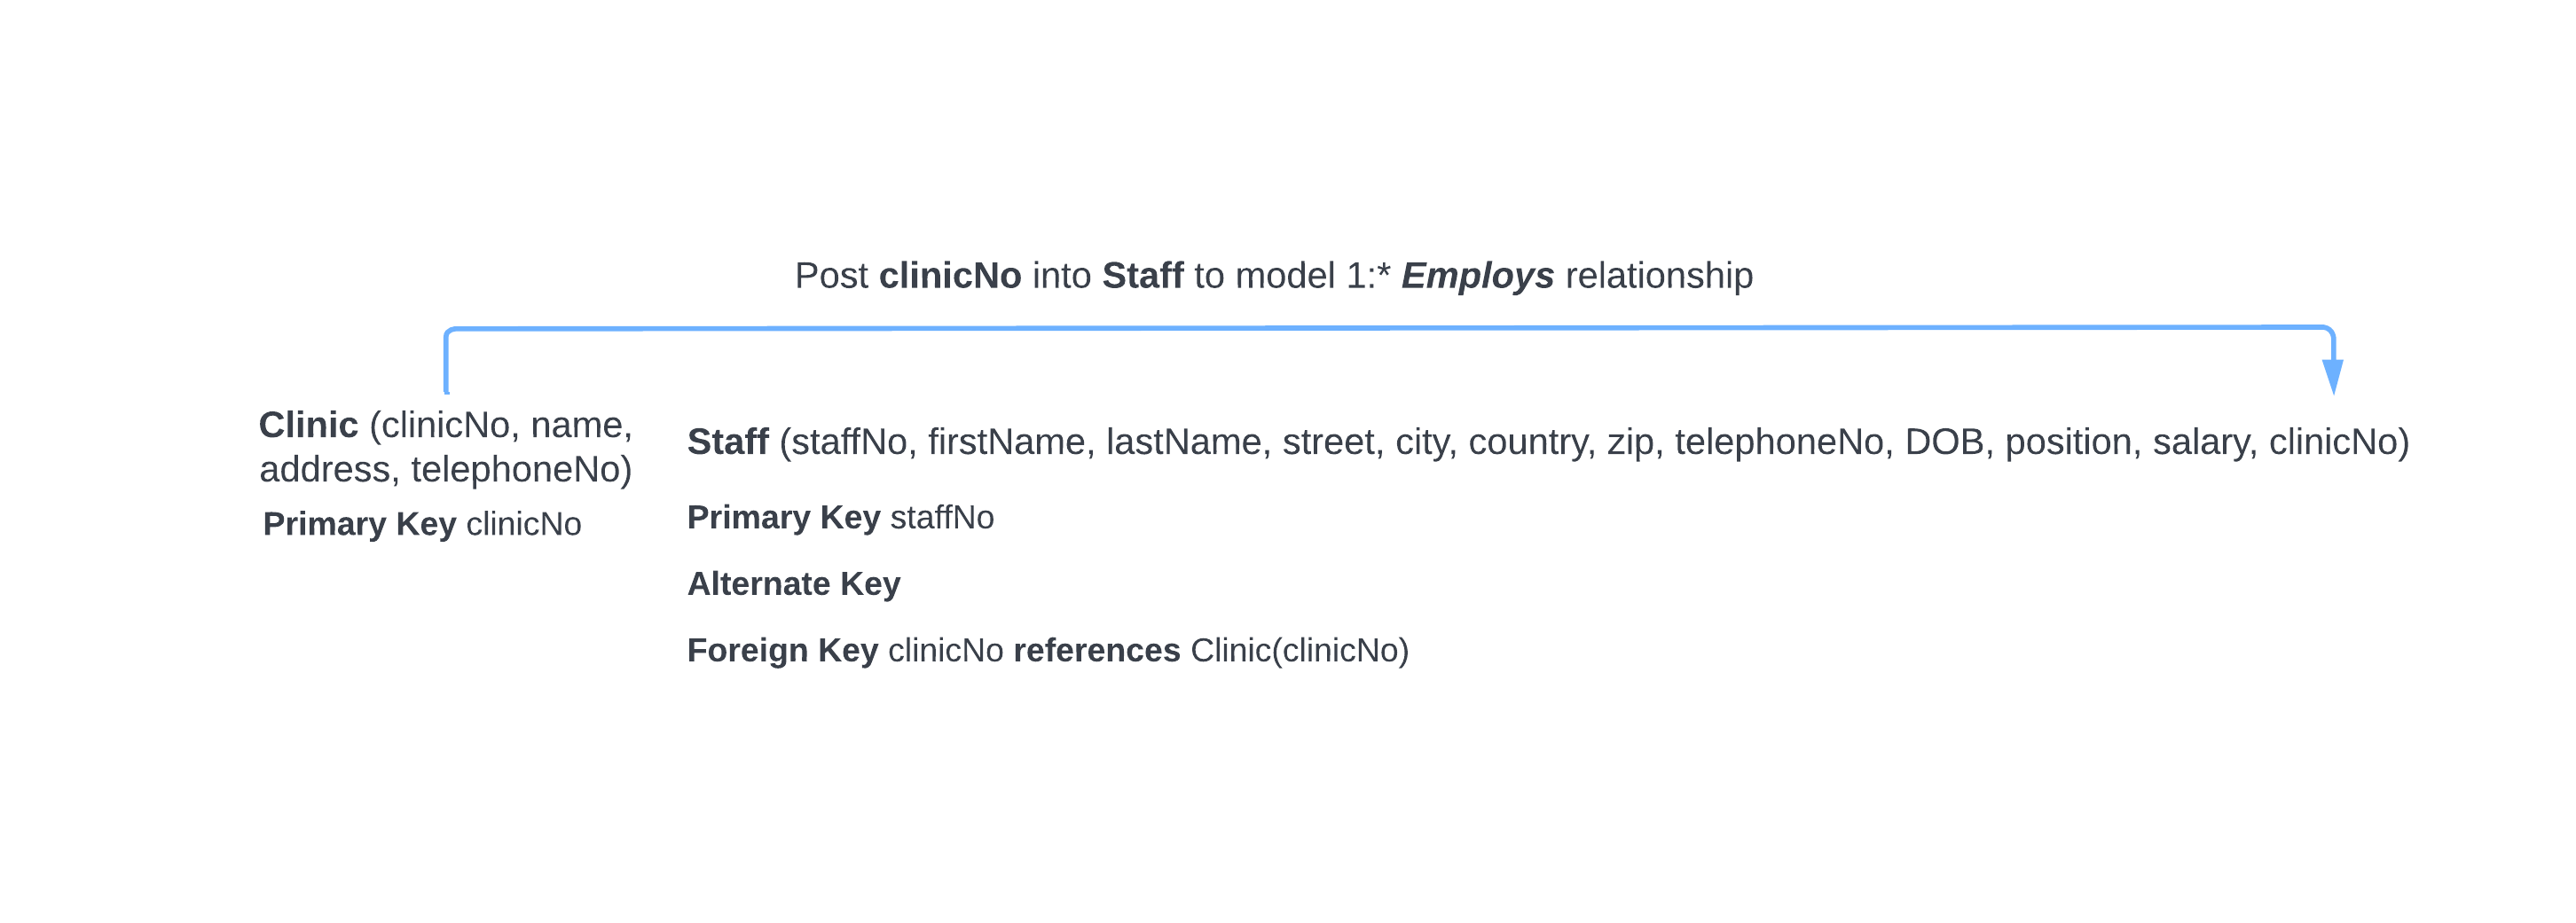 Post clinicNo into Staff to model 1:* Employs relationship
Clinic (clinicNo, name,
address, telephoneNo)
Primary Key clinicNo
Staff (staffNo, firstName, lastName, street, city, country, zip, telephoneNo, DOB, position, salary, clinicNo)
Primary Key staffNo
Alternate Key
Foreign Key clinicNo references Clinic(clinicNo)